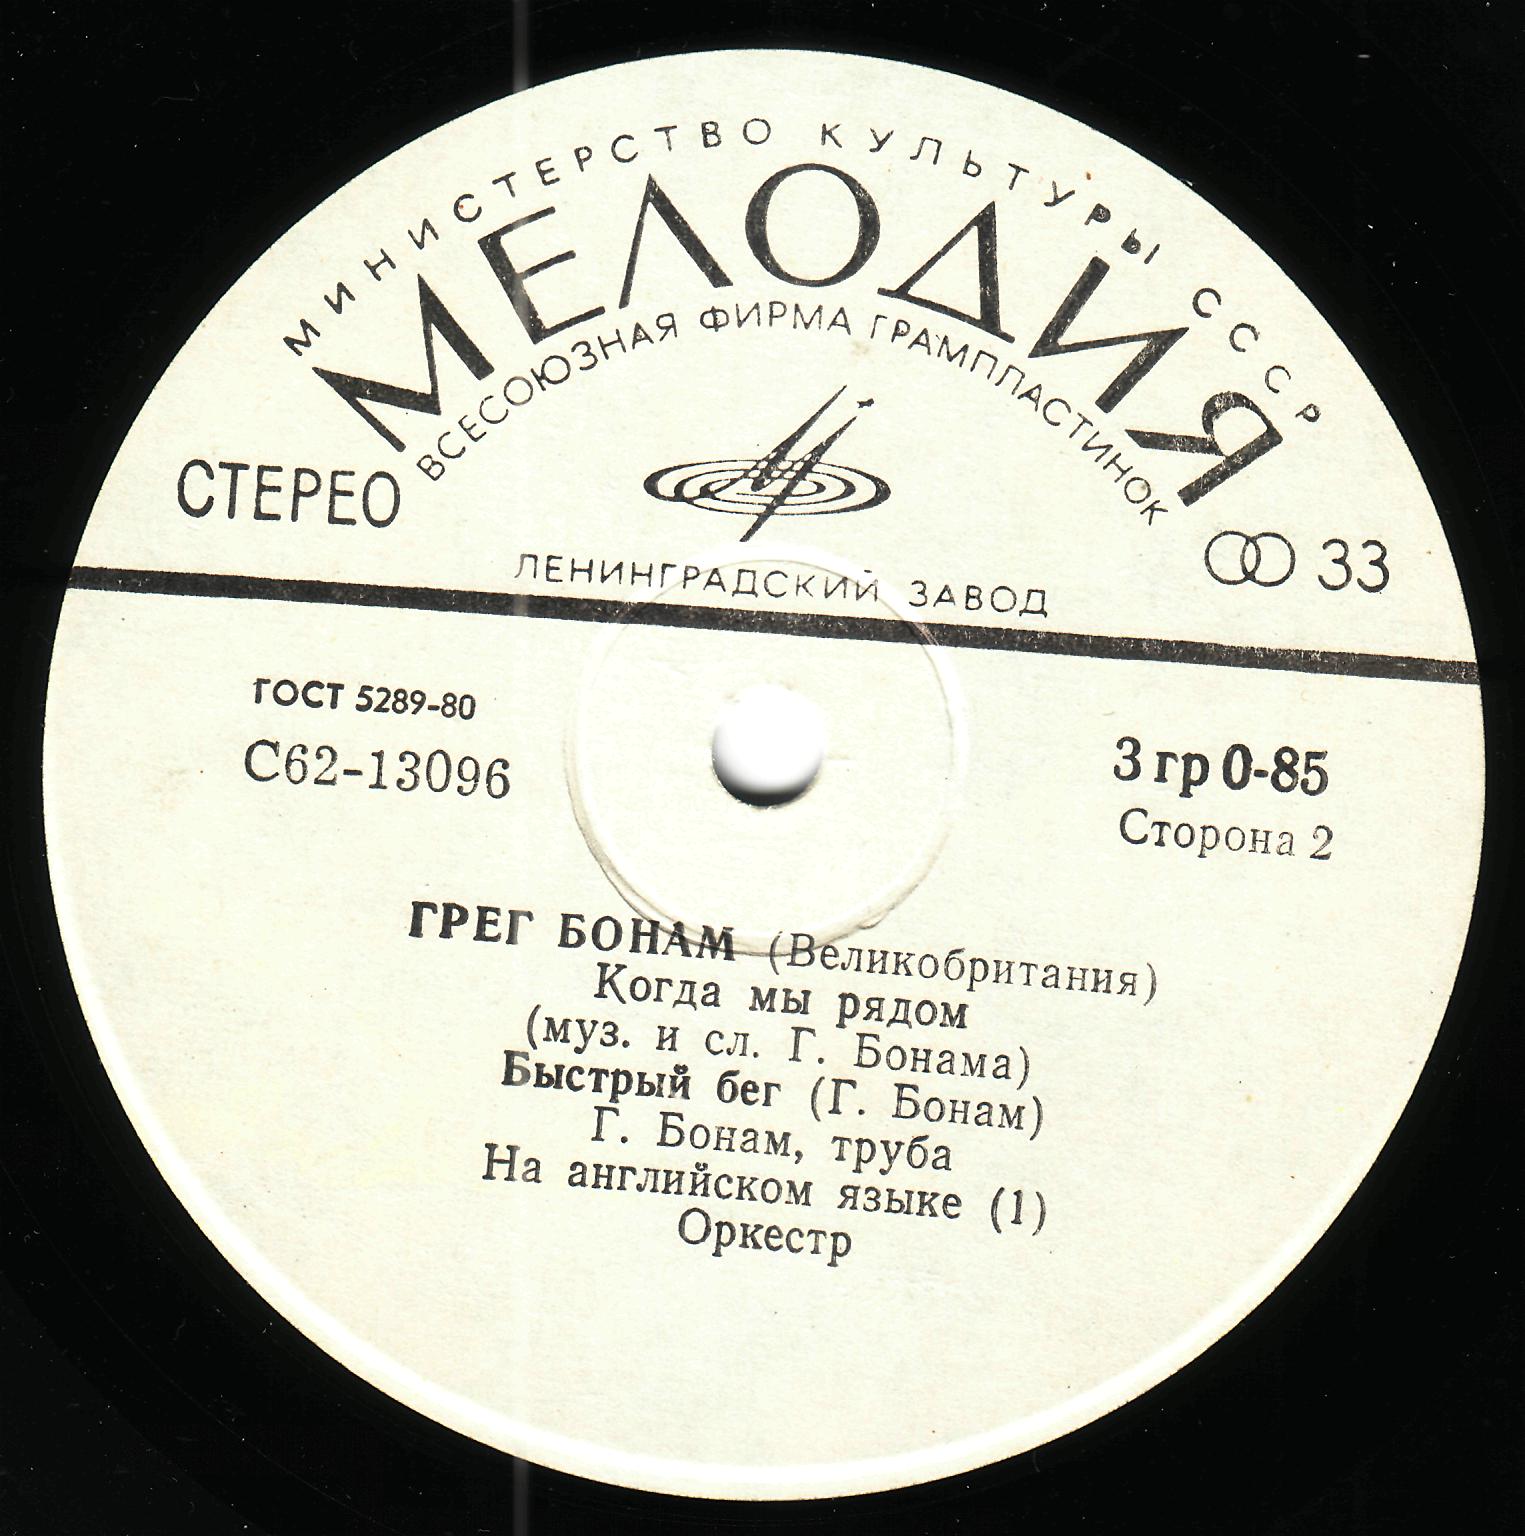 МИНИСТЕРСТВО КУЛЬТУРЫ СССР
МЕЛОДИЯ
ВСЕСОЮЗНАЯ ФИРМА ГРАМПЛАСТИНОК
СТЕРЕО
33
ЛЕНИНГРАДСКИЙ ЗАВОД
ГОСТ 5289-80
С62-13096
3 гр 0-85
Сторона 2
ГРЕГ БОНАМ (Великобритания)
Когда мы рядом
(муз. и сл. Г. Бонама)
Быстрый бег (Г. Бонам)
Г. Бонам, труба
На английском языке (1)
Оркестр